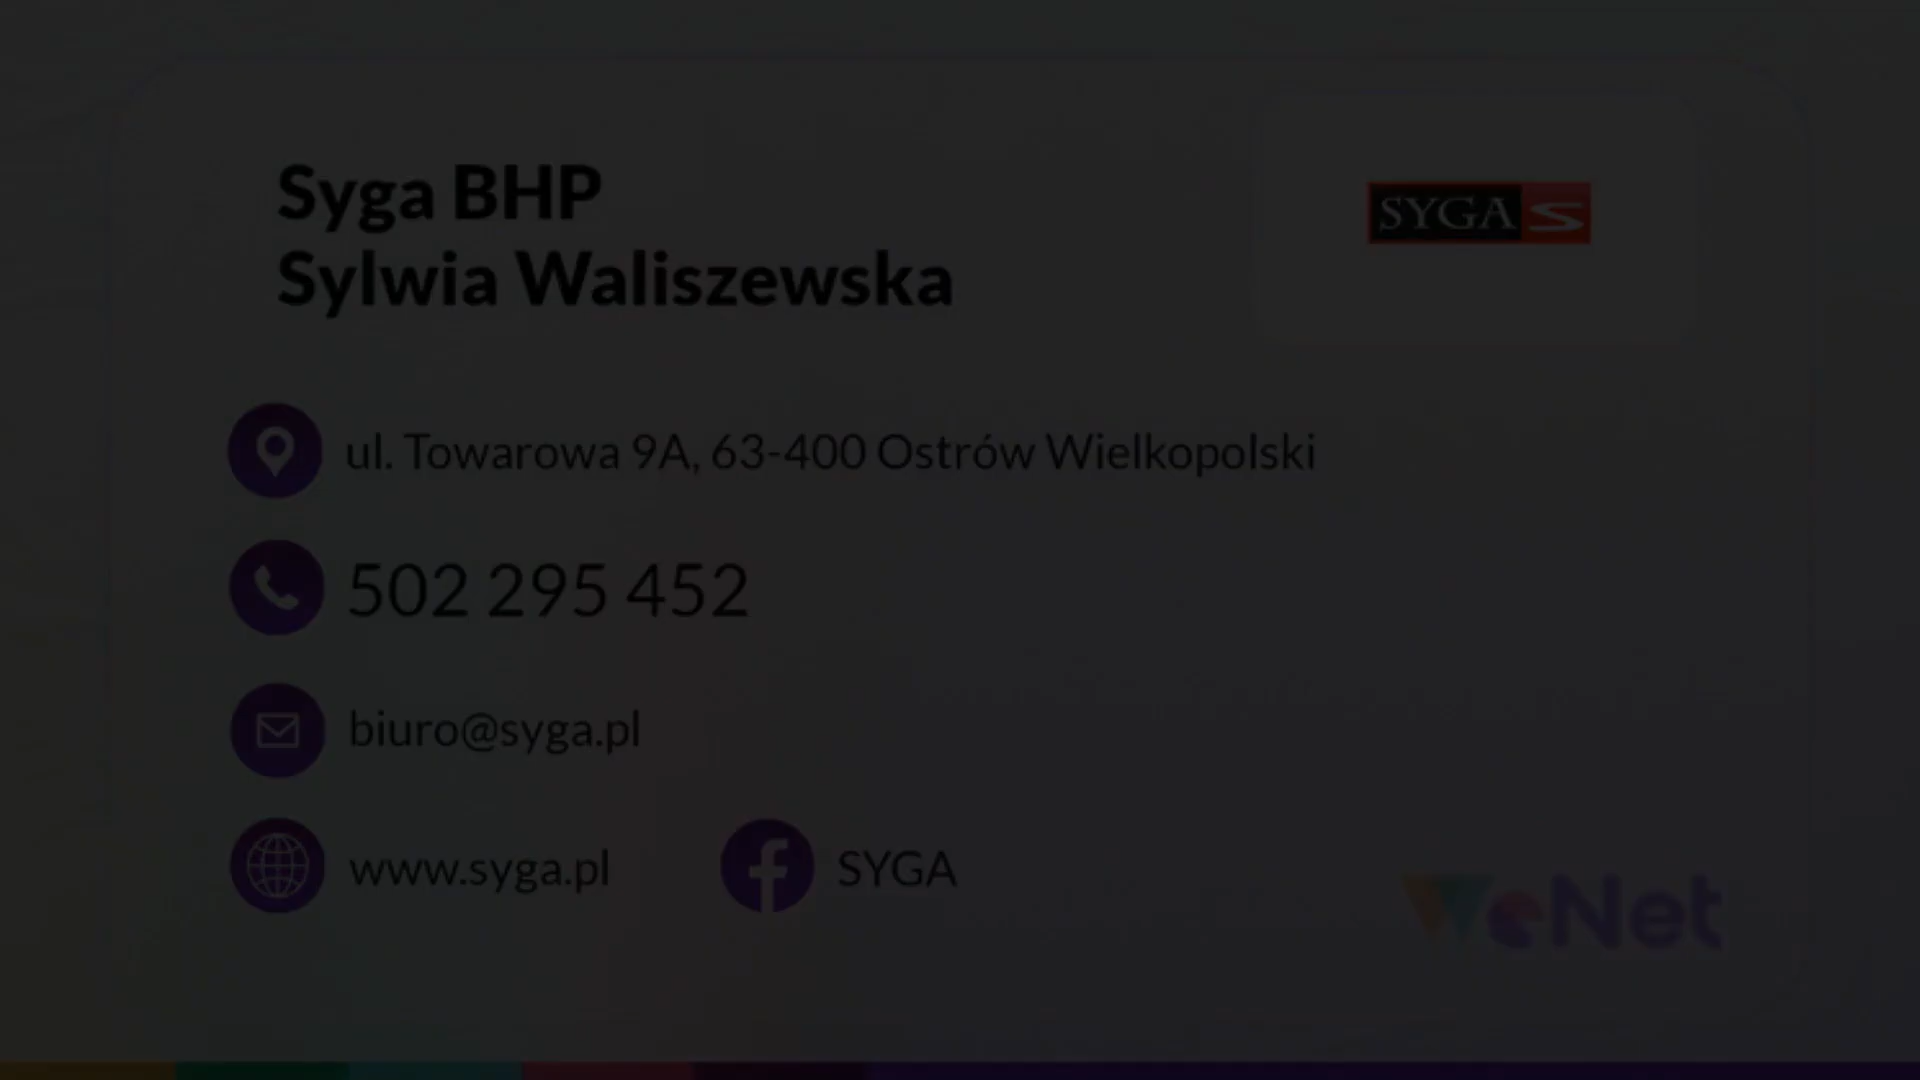 Syga BHP
Sylwia Waliszewska
SYGA S
ul. Towarowa 9A, 63-400 Ostrów Wielkopolski
502 295 452
biuro@syga.pl
www.syga.pl
SYGA
WeNet